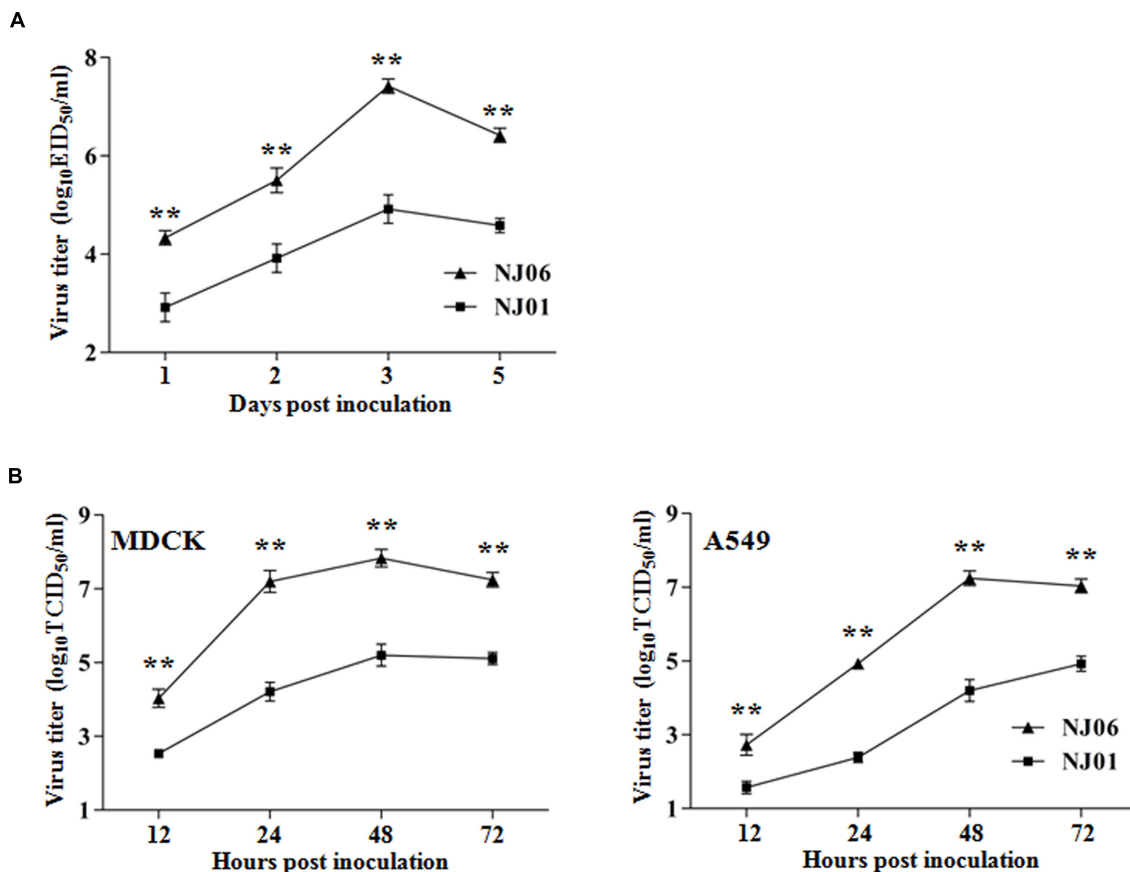 A
Virus titer (log10EID50/ml)
8
6
4
2
**
**
**
**
NJ06
NJ01
1 2 3 5
Days post inoculation
B
Virus titer (log10TCID50/ml)
9
7
5
3
1
MDCK
**
**
**
**
12 24 48 72
Hours post inoculation
Virus titer (log10TCID50/ml)
9
7
5
3
1
A549
**
**
**
**
NJ06
NJ01
12 24 48 72
Hours post inoculation